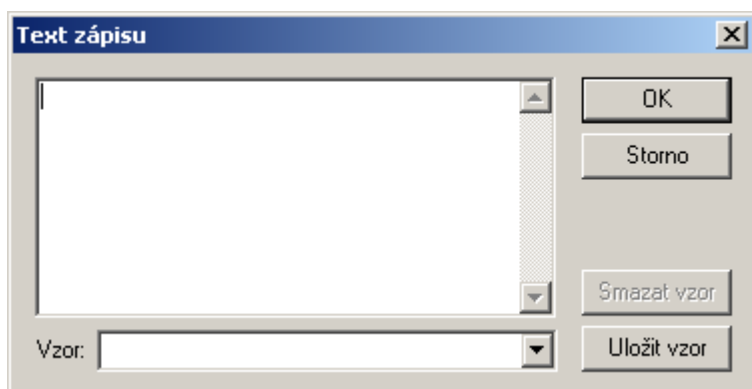 Text zápisu
OK
Storno
Smazat vzor
Vzor:
Uložit vzor